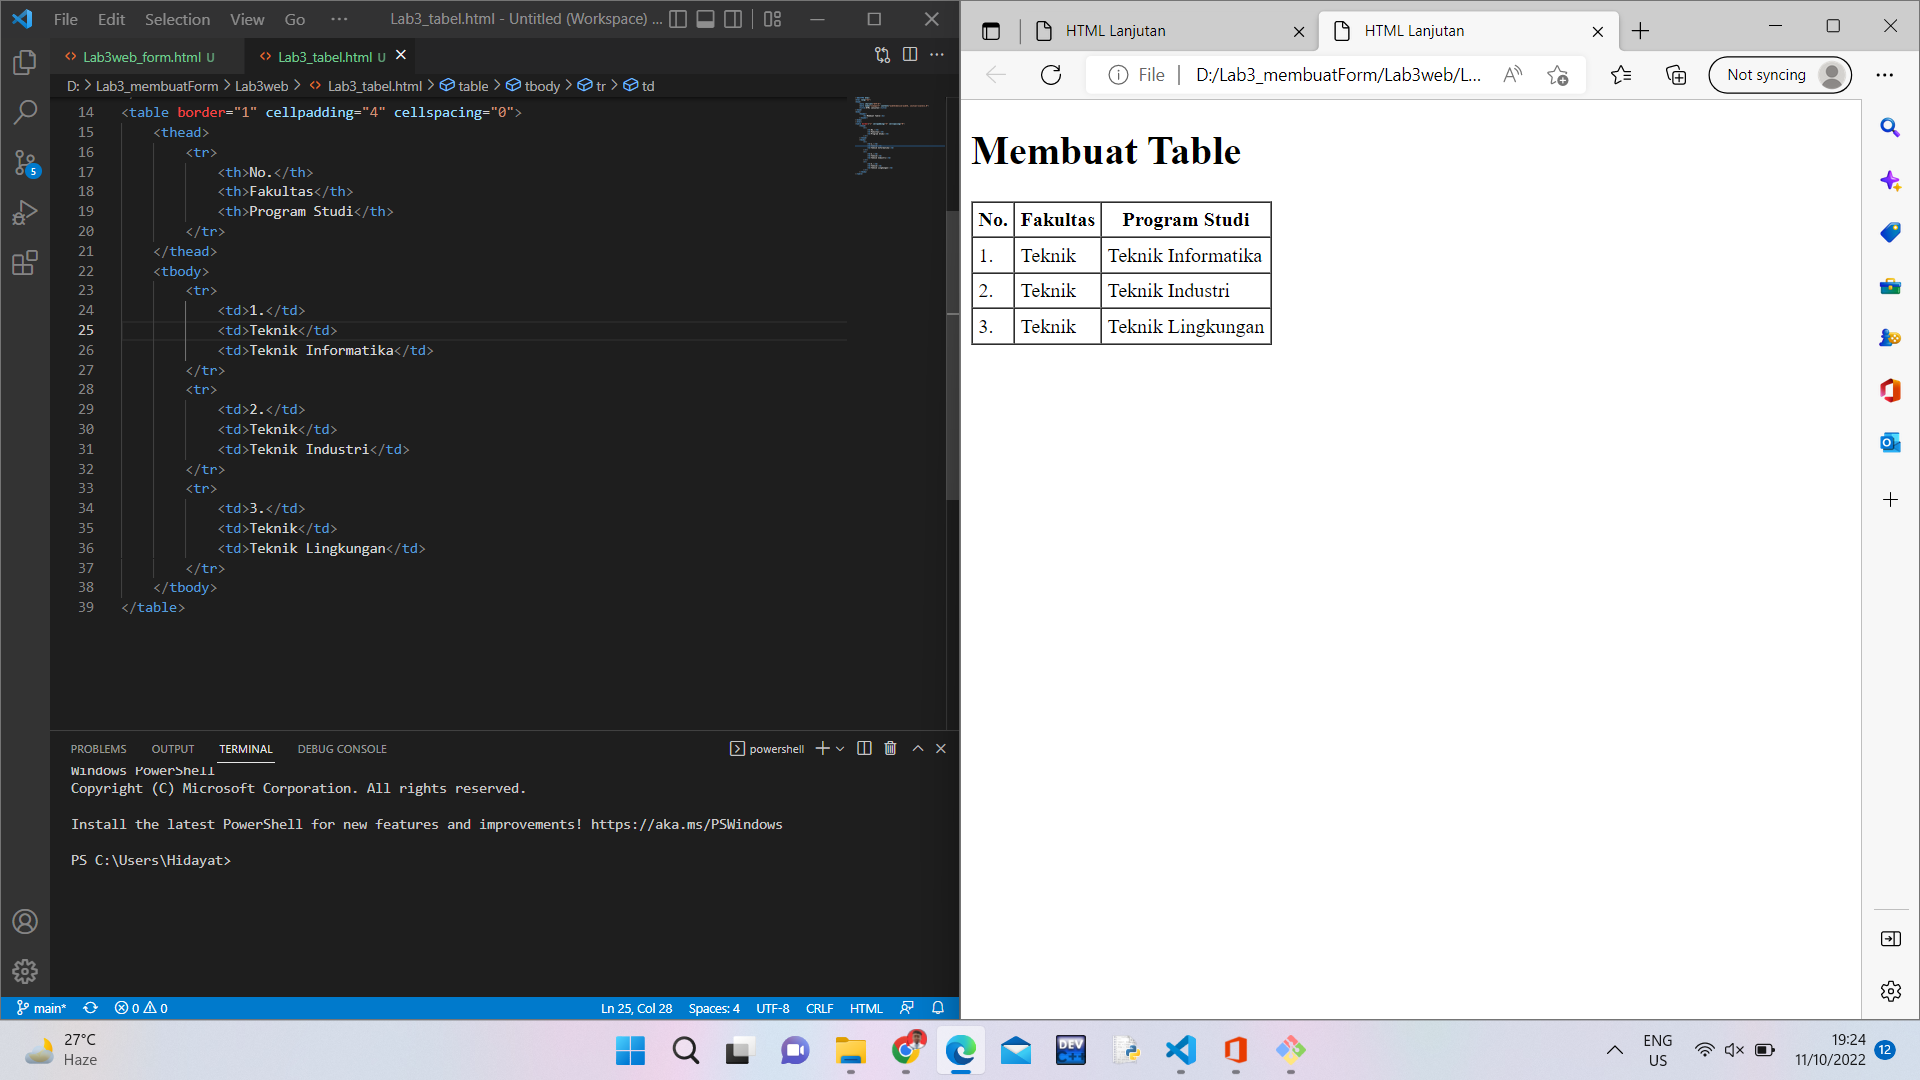 File Edit Selection View Go ··· Lab3_tabel.html - Untitled (Workspace) ...
Lab3web_form.html U Lab3_tabel.html U
D: > Lab3_membuatForm > Lab3web > Lab3_tabel.html > table > tbody > tr > td
14 <table border="1" cellpadding="4" cellspacing="0">
15 <thead>
16 <tr>
17 <th>No.</th>
18 <th>Fakultas</th>
19 <th>Program Studi</th>
20 </tr>
21 </thead>
22 <tbody>
23 <tr>
24 <td>1.</td>
25 <td>Teknik</td>
26 <td>Teknik Informatika</td>
27 </tr>
28 <tr>
29 <td>2.</td>
30 <td>Teknik</td>
31 <td>Teknik Industri</td>
32 </tr>
33 <tr>
34 <td>3.</td>
35 <td>Teknik</td>
36 <td>Teknik Lingkungan</td>
37 </tr>
38 </tbody>
39 </table>
5
PROBLEMS OUTPUT TERMINAL DEBUG CONSOLE powershell
Windows PowerShell
Copyright (C) Microsoft Corporation. All rights reserved.
Install the latest PowerShell for new features and improvements! https://aka.ms/PSWindows
PS C:\Users\Hidayat>
main* 0 0 Ln 25, Col 28 Spaces: 4 UTF-8 CRLF HTML
HTML Lanjutan HTML Lanjutan
File D:/Lab3_membuatForm/Lab3web/L... Not syncing
Membuat Table
No. Fakultas Program Studi
1. Teknik Teknik Informatika
2. Teknik Teknik Industri
3. Teknik Teknik Lingkungan
27°C
Haze
DEV
ENG
US
19:24
11/10/2022
12